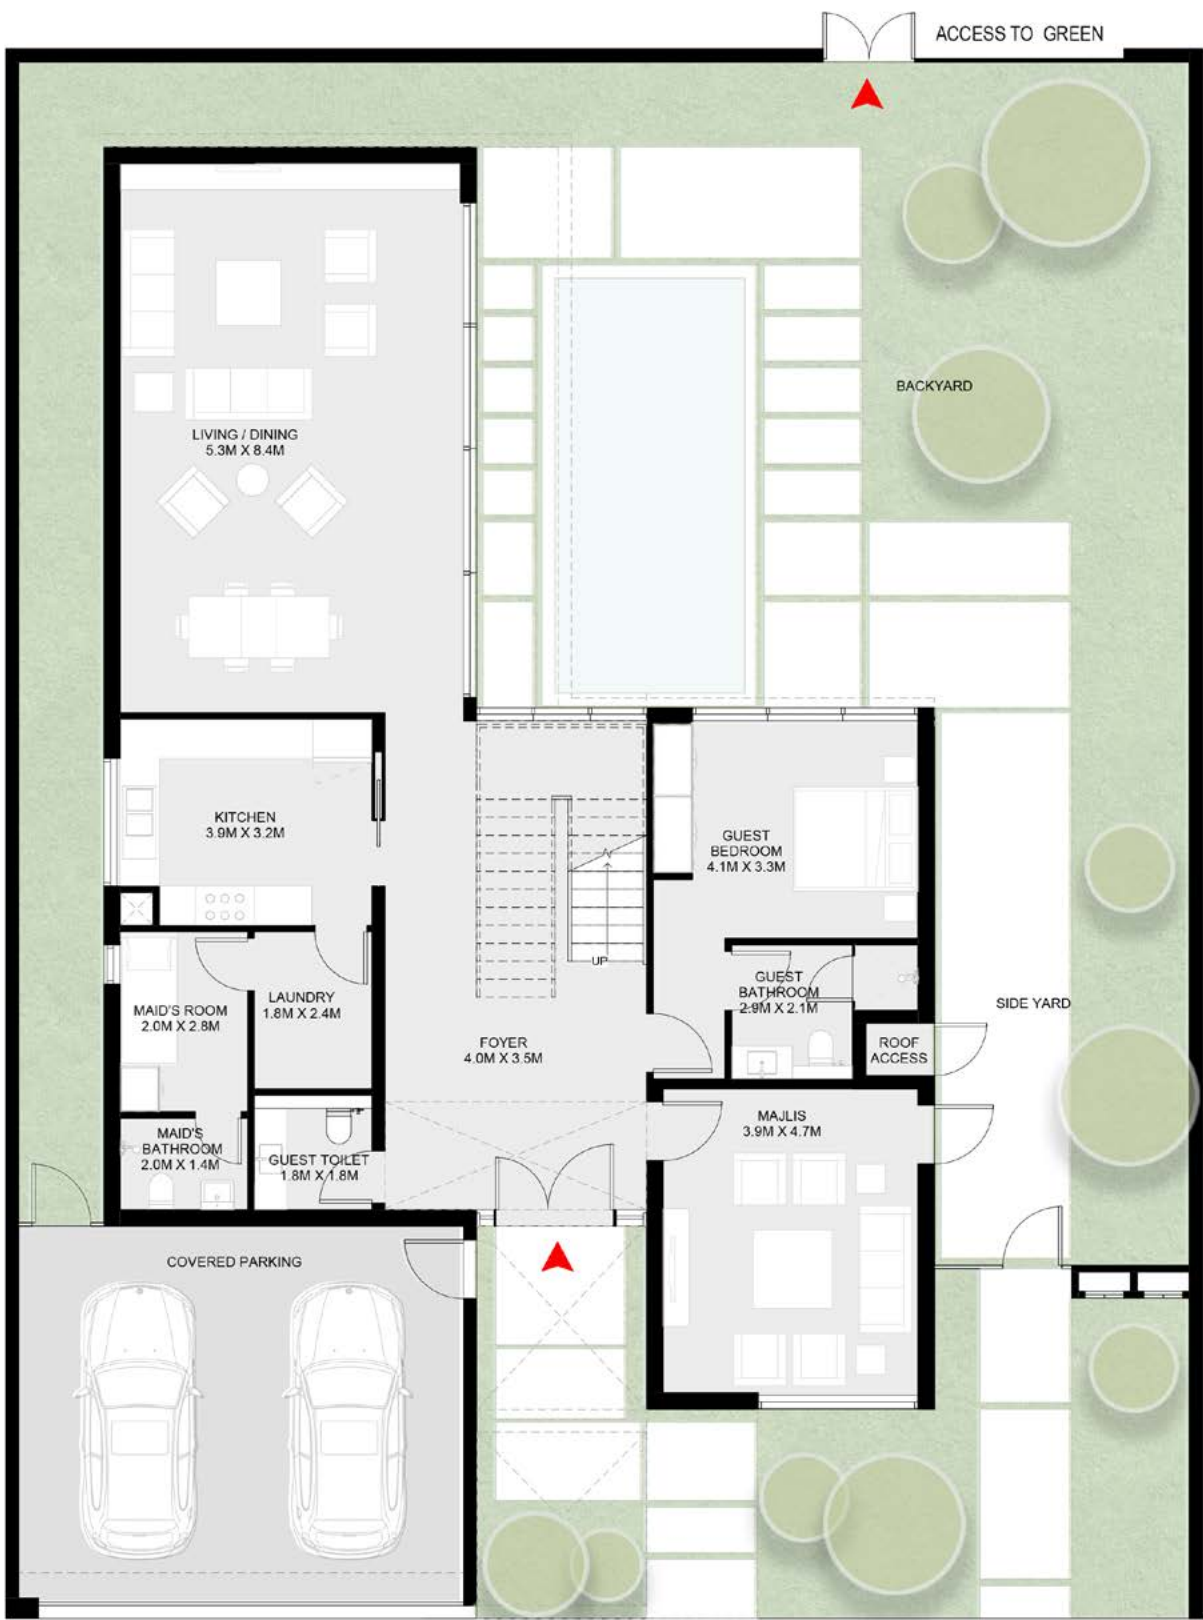 ACCESS TO GREEN
BACKYARD
LIVING / DINING
5.3M X 8.4M
KITCHEN
3.9M X 3.2M
GUEST
BEDROOM
4.1M X 3.3M
UP
GUEST
BATHROOM
2.9M X 2.1M
MAID'S ROOM
2.0M X 2.8M
LAUNDRY
1.8M X 2.4M
SIDE YARD
FOYER
4.0M X 3.5M
ROOF
ACCESS
MAJLIS
3.9M X 4.7M
MAID'S
BATHROOM
2.0M X 1.4M
GUEST TOILET
1.8M X 1.8M
COVERED PARKING